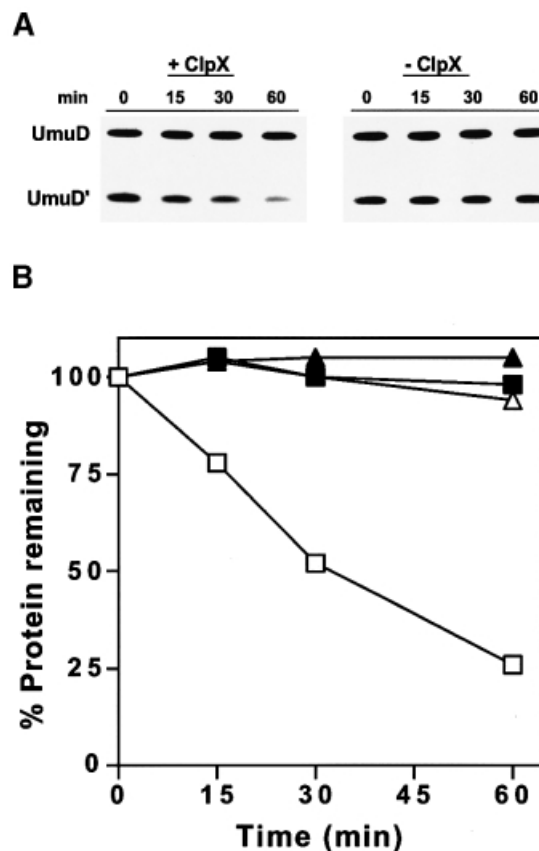 A
+ ClpX - ClpX
min 0 15 30 60 0 15 30 60
UmuD
UmuD'
B
100
75
50
25
0
% Protein remaining
0 15 30 45 60
Time (min)